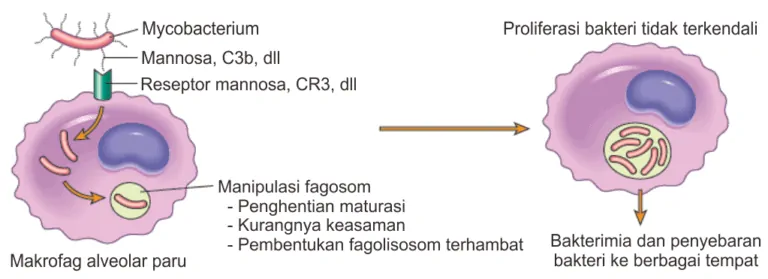 Mycobacterium
Mannosa, C3b, dll
Reseptor mannosa, CR3, dll
Manipulasi fagosom
- Penghentian maturasi
- Kurangnya keasaman
- Pembentukan fagolisosom terhambat
Makrofag alveolar paru
Proliferasi bakteri tidak terkendali
Bakterimia dan penyebaran
bakteri ke berbagai tempat